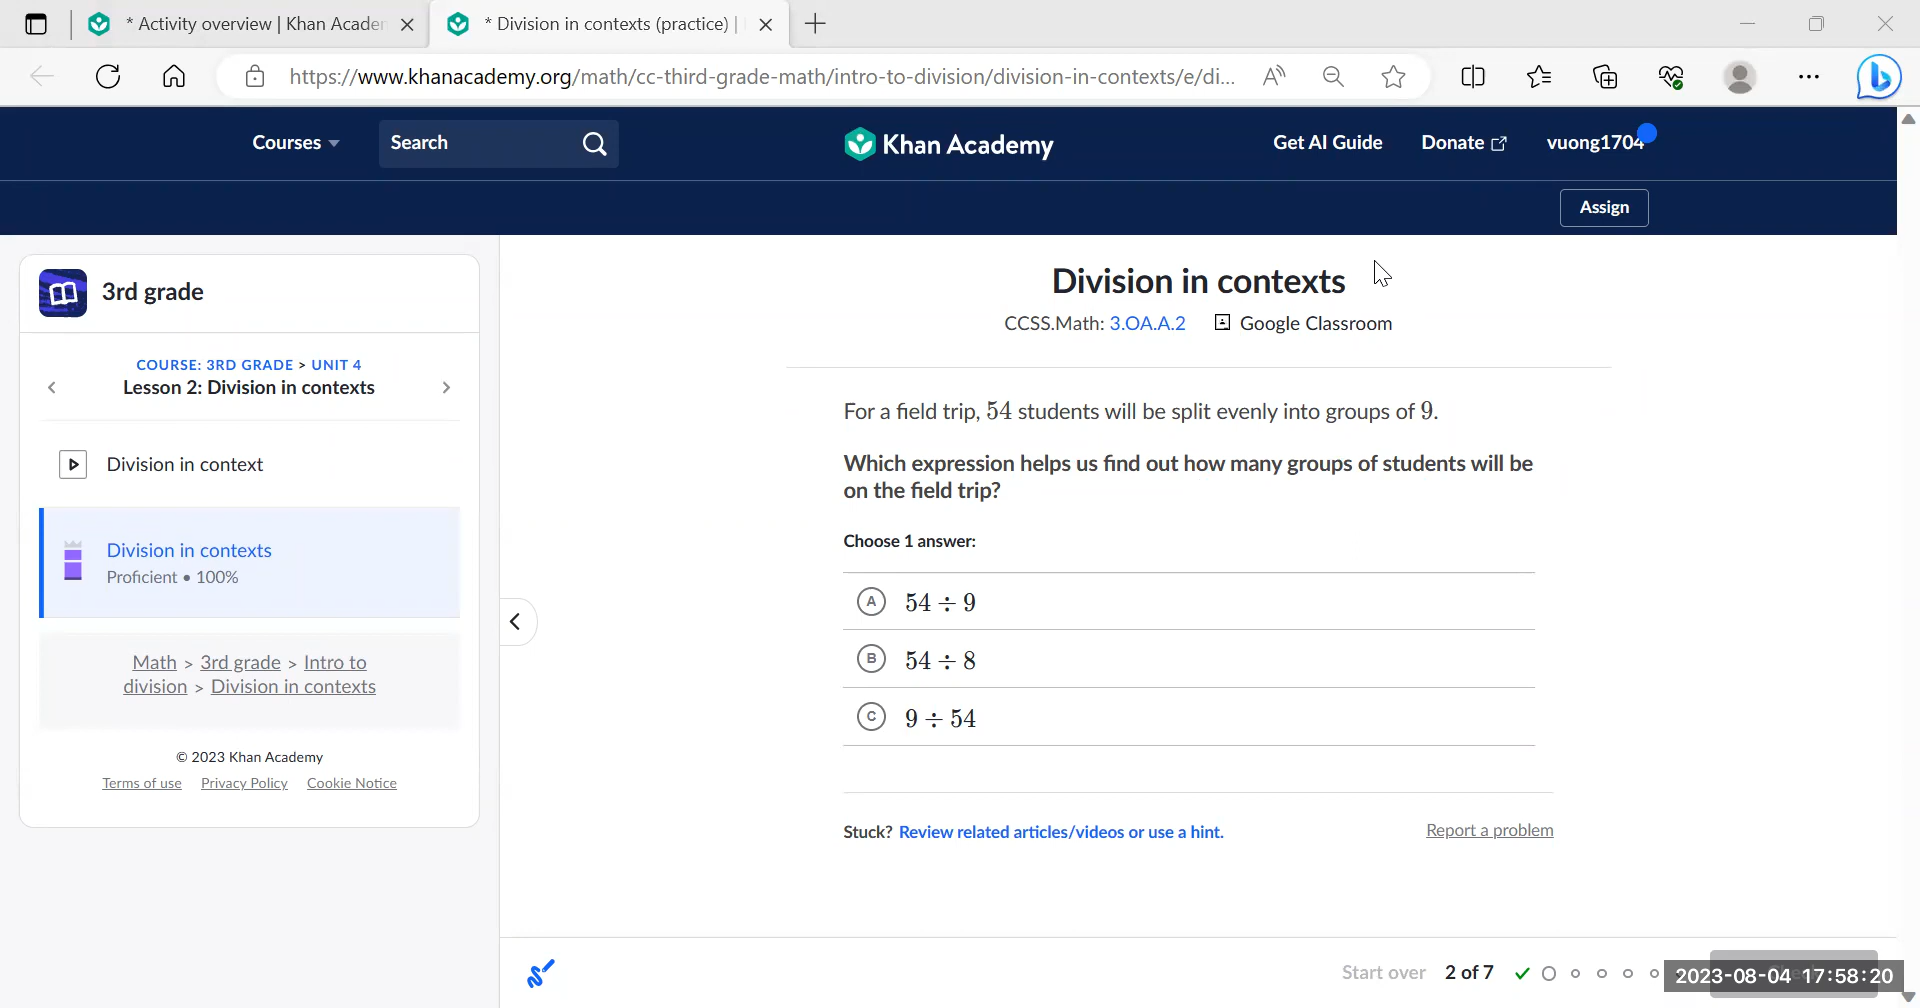 * Activity overview | Khan Acader
* Division in contexts (practice) |
https://www.khanacademy.org/math/cc-third-grade-math/intro-to-division/division-in-contexts/e/di...
Courses
Search
Khan Academy
Get AI Guide
Donate
vuong1704
Assign
3rd grade
COURSE: 3RD GRADE > UNIT 4
Lesson 2: Division in contexts
Division in context
Division in contexts
Proficient • 100%
Math > 3rd grade > Intro to
division > Division in contexts
© 2023 Khan Academy
Terms of use Privacy Policy Cookie Notice
Division in contexts
CCSS.Math: 3.OA.A.2 Google Classroom
For a field trip, 54 students will be split evenly into groups of 9.
Which expression helps us find out how many groups of students will be
on the field trip?
Choose 1 answer:
A 54 ÷ 9
B 54 ÷ 8
C 9 ÷ 54
Stuck? Review related articles/videos or use a hint.
Report a problem
Start over 2 of 7
2023-08-04 17:58:20